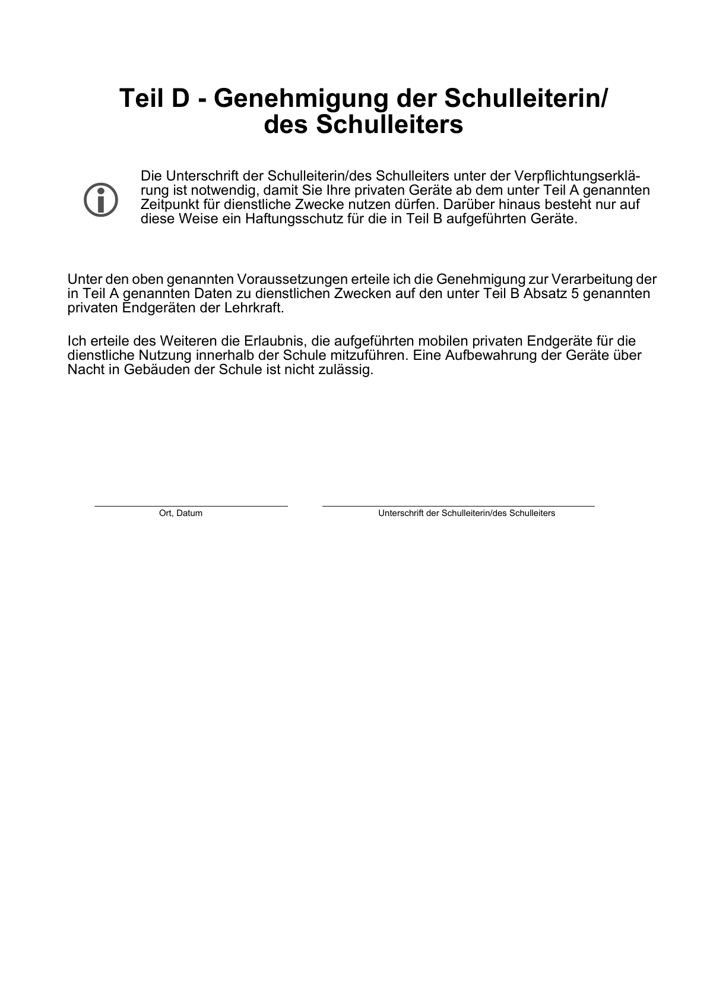 Teil D - Genehmigung der Schulleiterin/
des Schulleiters
Die Unterschrift der Schulleiterin/des Schulleiters unter der Verpflichtungserklä-
rung ist notwendig, damit Sie Ihre privaten Geräte ab dem unter Teil A genannten
Zeitpunkt für dienstliche Zwecke nutzen dürfen. Darüber hinaus besteht nur auf
diese Weise ein Haftungsschutz für die in Teil B aufgeführten Geräte.
Unter den oben genannten Voraussetzungen erteile ich die Genehmigung zur Verarbeitung der
in Teil A genannten Daten zu dienstlichen Zwecken auf den unter Teil B Absatz 5 genannten
privaten Endgeräten der Lehrkraft.
Ich erteile des Weiteren die Erlaubnis, die aufgeführten mobilen privaten Endgeräte für die
dienstliche Nutzung innerhalb der Schule mitzuführen. Eine Aufbewahrung der Geräte über
Nacht in Gebäuden der Schule ist nicht zulässig.
Ort, Datum
Unterschrift der Schulleiterin/des Schulleiters